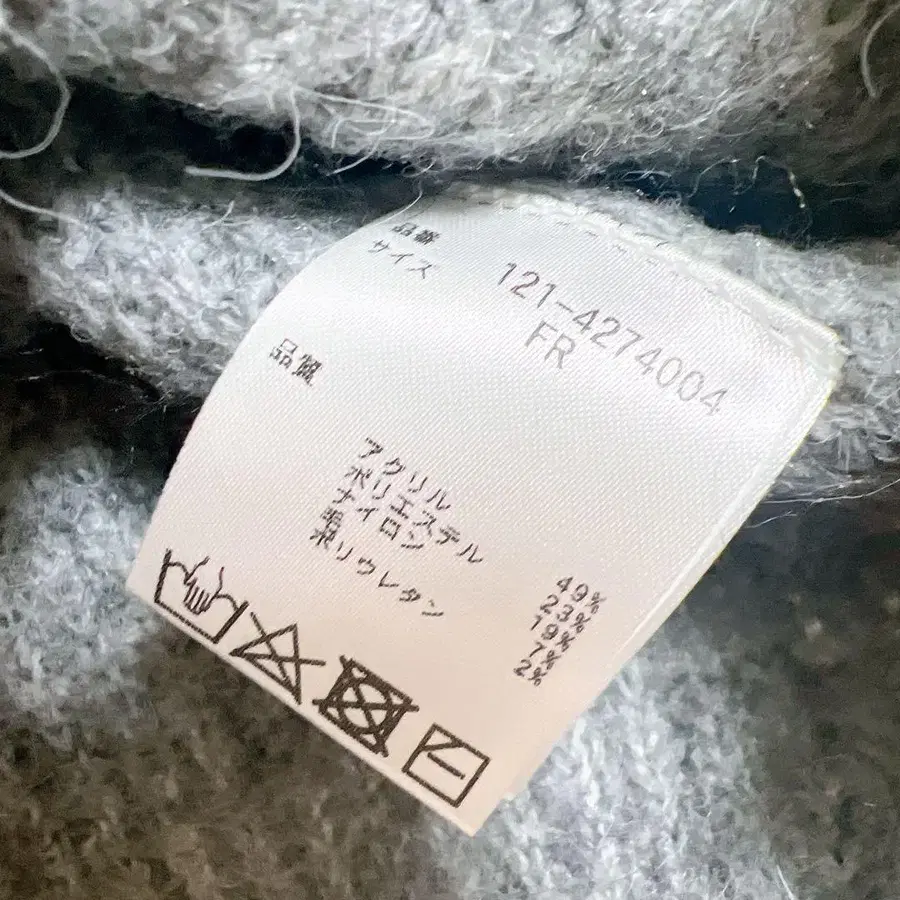 品番 121-4274004
サイズ FR
品質
アクリル 49%
ポリエステル 23%
ナイロン 19%
7%
ポリウレタン 2%